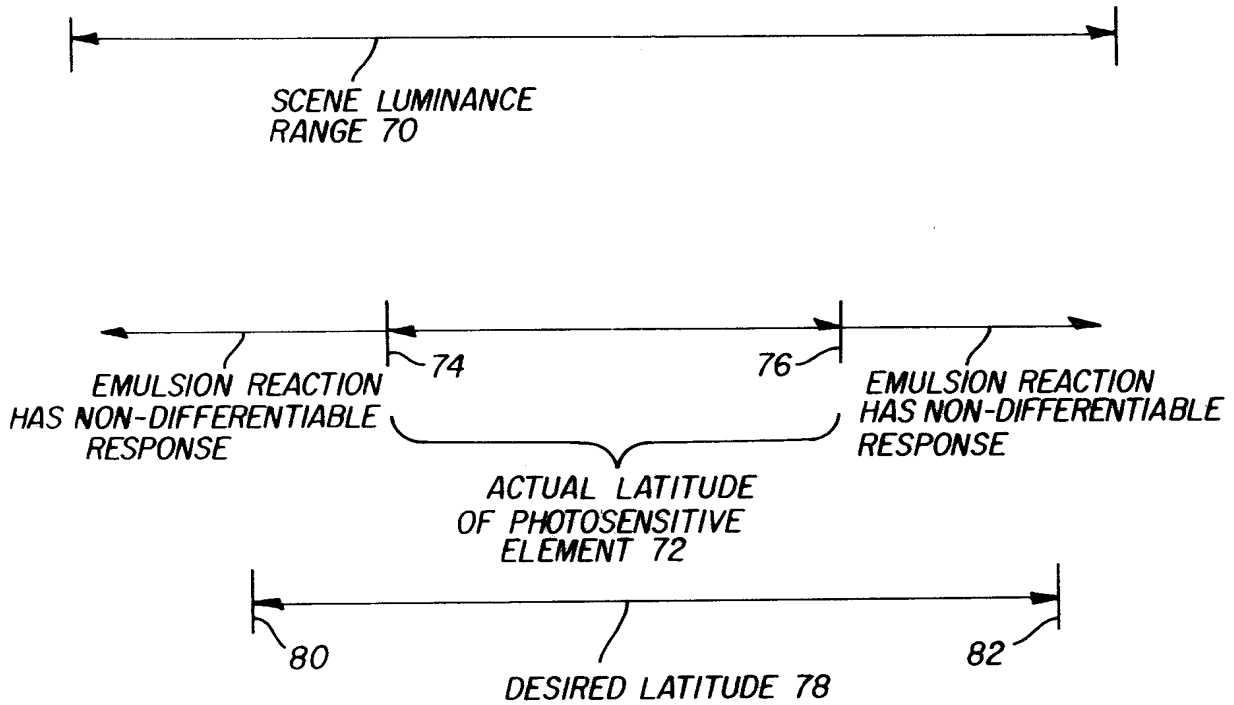 SCENE LUMINANCE
RANGE 70
74
76
EMULSION REACTION
HAS NON-DIFFERENTIABLE
RESPONSE
EMULSION REACTION
HAS NON-DIFFERENTIABLE
RESPONSE
ACTUAL LATITUDE
OF PHOTOSENSITIVE
ELEMENT 72
80
82
DESIRED LATITUDE 78